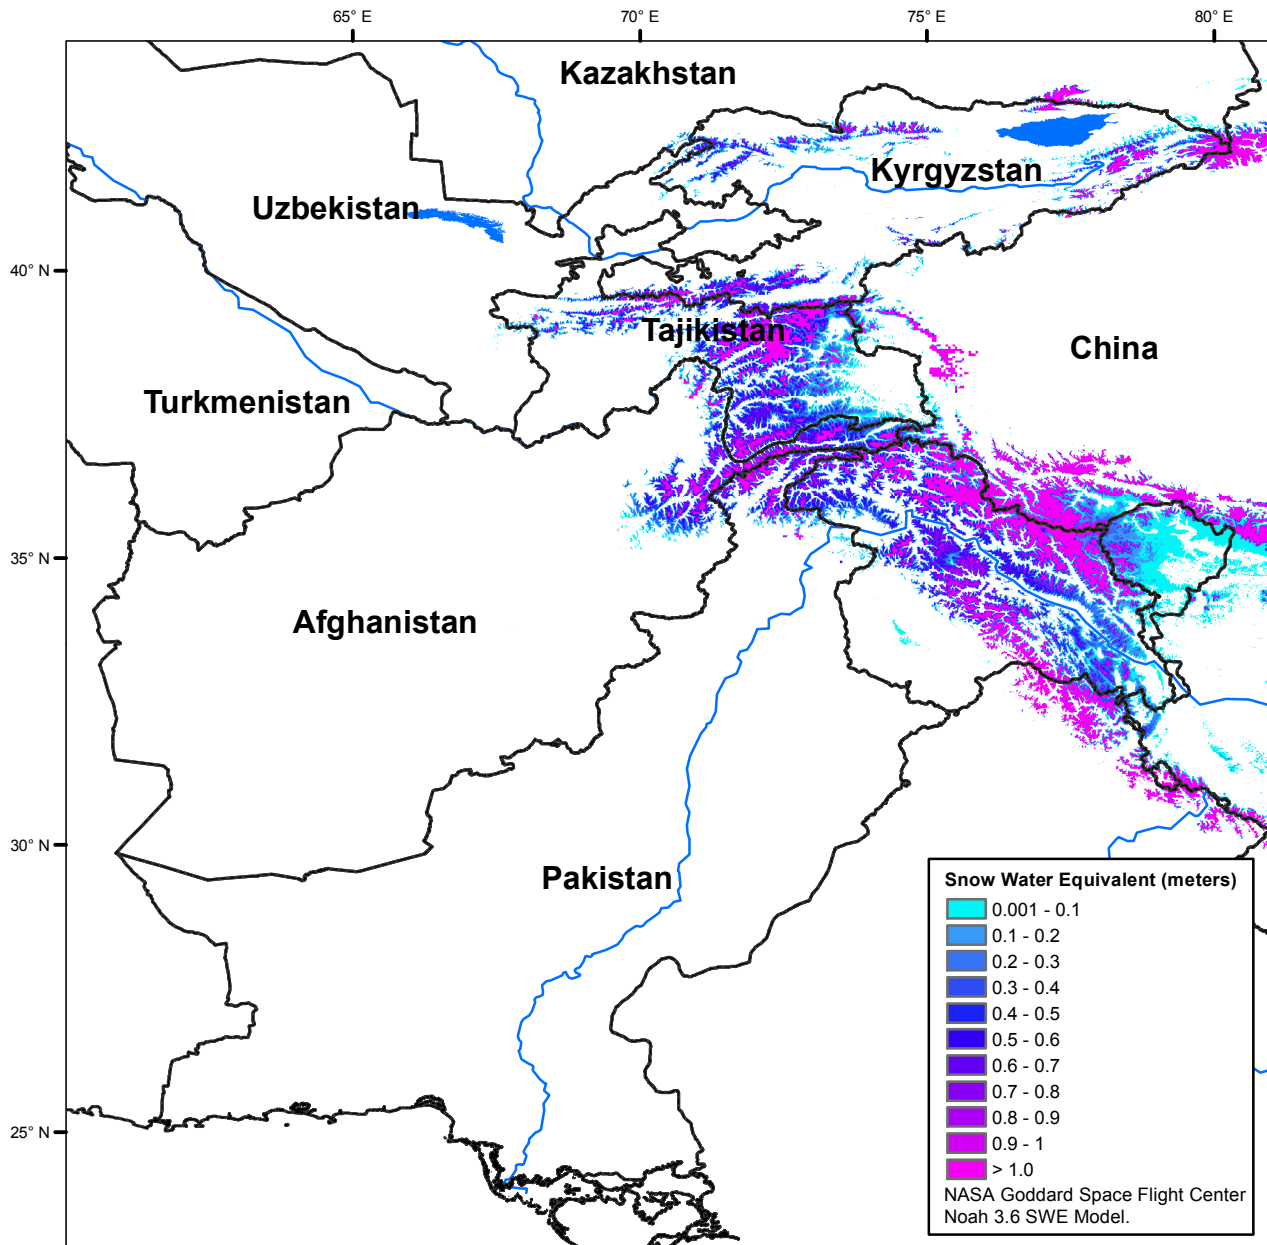 65° E
70° E
75° E
80° E
Kazakhstan
Kyrgyzstan
Uzbekistan
40° N
Tajikistan
China
Turkmenistan
35° N
Afghanistan
30° N
Pakistan
25° N
Snow Water Equivalent (meters)
0.001 - 0.1
0.1 - 0.2
0.2 - 0.3
0.3 - 0.4
0.4 - 0.5
0.5 - 0.6
0.6 - 0.7
0.7 - 0.8
0.8 - 0.9
0.9 - 1
> 1.0
NASA Goddard Space Flight Center
Noah 3.6 SWE Model.